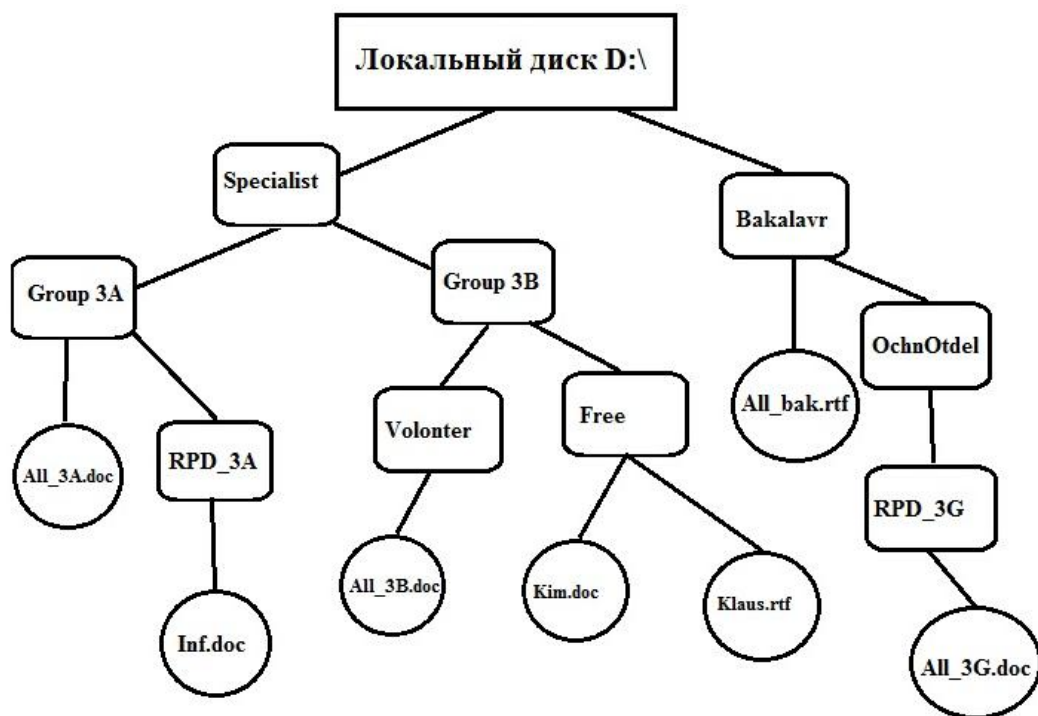 Локальный диск D:\
Specialist
Bakalavr
Group 3A
Group 3B
OchnOtdel
All_bak.rtf
Volonter
Free
All_3A.doc
RPD_3A
RPD_3G
All_3B.doc
Kim.doc
Klaus.rtf
Inf.doc
All_3G.doc